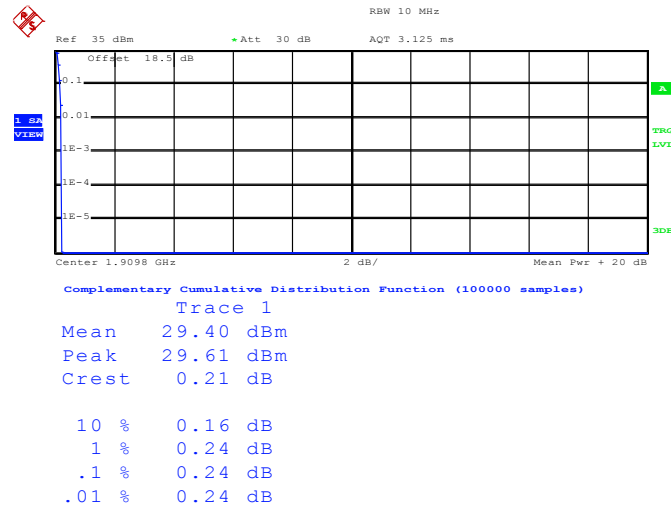 RBW 10 MHz
Ref 35 dBm *Att 30 dB AQT 3.125 ms
Offset 18.5 dB
0.1
A
0.01
1 SA
VIEW
TRG
LVL
1E-3
1E-4
1E-5
3DB
Center 1.9098 GHz 2 dB/ Mean Pwr + 20 dB
Complementary Cumulative Distribution Function (100000 samples)
Trace 1
Mean 29.40 dBm
Peak 29.61 dBm
Crest 0.21 dB
10 % 0.16 dB
1 % 0.24 dB
.1 % 0.24 dB
.01 % 0.24 dB